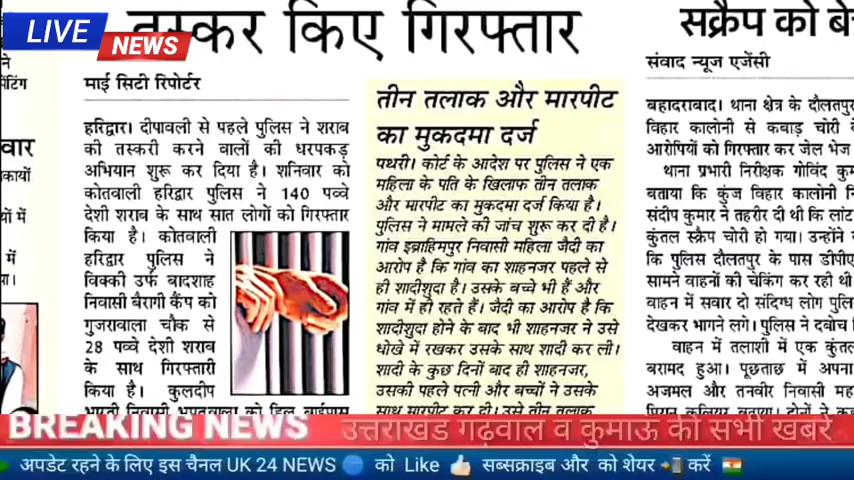 LIVE
NEWS
तस्कर किए गिरफ्तार
माई सिटी रिपोर्टर
हरिद्वार। दीपावली से पहले पुलिस ने शराब
की तस्करी करने वालों की धरपकड़
अभियान शुरू कर दिया है। शनिवार को
कोतवाली हरिद्वार पुलिस ने 140 पव्वे
देशी शराब के साथ सात लोगों को गिरफ्तार
किया है। कोतवाली
हरिद्वार पुलिस ने
विक्की उर्फ बादशाह
निवासी बैरागी कैंप को
गुजरावाला चौक से
28 पव्वे देशी शराब
के साथ गिरफ्तारी
किया है। कुलदीप
तीन तलाक और मारपीट
का मुकदमा दर्ज
पथरी। कोर्ट के आदेश पर पुलिस ने एक
महिला के पति के खिलाफ तीन तलाक
और मारपीट का मुकदमा दर्ज किया है।
पुलिस ने मामले की जांच शुरू कर दी है।
गांव इब्राहिमपुर निवासी महिला जैदी का
आरोप है कि गांव का शाहनजर पहले से
ही शादीशुदा है। उसके बच्चे भी हैं और
गांव में ही रहते हैं। जैदी का आरोप है कि
शादीशुदा होने के बाद भी शाहनजर ने उसे
धोखे में रखकर उसके साथ शादी कर ली।
शादी के कुछ दिनों बाद ही शाहनजर,
उसकी पहले पत्नी और बच्चों ने उसके
साथ मारपीट कर दी। उसे तीन तलाक
सक्रैप को बे
संवाद न्यूज एजेंसी
बहादराबाद। थाना क्षेत्र के दौलतपुर
विहार कालोनी से कबाड़ चोरी के
आरोपियों को गिरफ्तार कर जेल भेज
थाना प्रभारी निरीक्षक गोविंद कुम
बताया कि कुंज विहार कालोनी नि
संदीप कुमार ने तहरीर दी थी कि लांट
कुंतल स्क्रैप चोरी हो गया। उन्होंने व
कि पुलिस दौलतपुर के पास डीपीए
सामने वाहनों की चेकिंग कर रही थी
वाहन में सवार दो संदिग्ध लोग पुलि
देखकर भागने लगे। पुलिस ने दबोच
वाहन में तलाशी में एक कुंतल
बरामद हुआ। पूछताछ में अपना
अजमल और तनवीर निवासी मह
BREAKING NEWS
उत्तराखंड गढ़वाल व कुमाऊ की सभी खबरें
अपडेट रहने के लिए इस चैनल UK 24 NEWS 🔵 को Like 👍🏻 सब्सक्राइब और को शेयर 📲 करें 🇮🇳